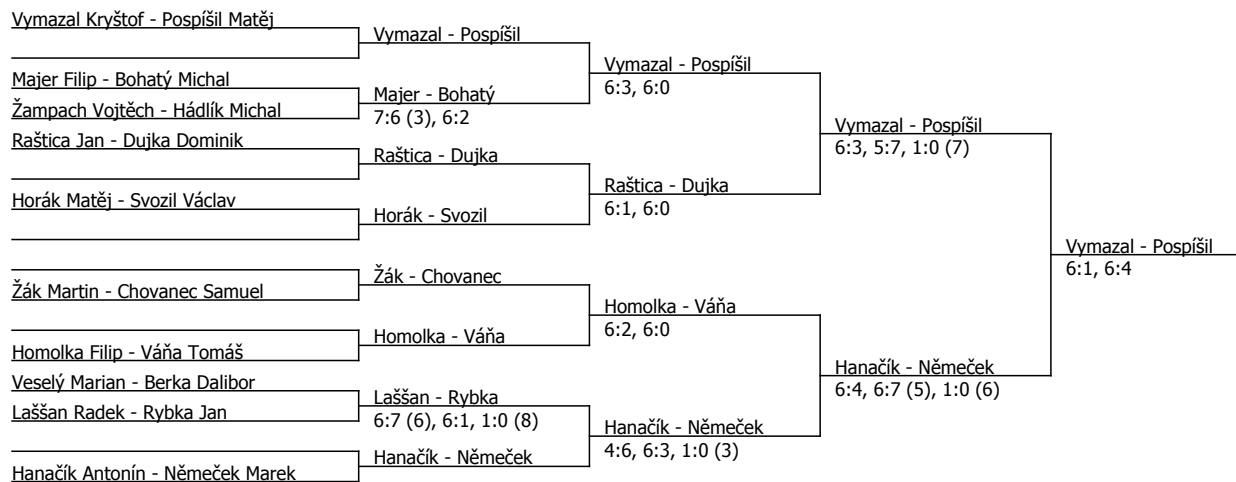 Vymazal Kryštof - Pospíšil Matěj
Vymazal - Pospíšil
Majer Filip - Bohatý Michal
Žampach Vojtěch - Hádlík Michal
Majer - Bohatý
7:6 (3), 6:2
Vymazal - Pospíšil
6:3, 6:0
Raštica Jan - Dujka Dominik
Raštica - Dujka
Horák Matěj - Svozil Václav
Horák - Svozil
Raštica - Dujka
6:1, 6:0
Vymazal - Pospíšil
6:3, 5:7, 1:0 (7)
Žák Martin - Chovanec Samuel
Žák - Chovanec
Homolka Filip - Váňa Tomáš
Homolka - Váňa
Homolka - Váňa
6:2, 6:0
Veselý Marian - Berka Dalibor
Laššan Radek - Rybka Jan
Laššan - Rybka
6:7 (6), 6:1, 1:0 (8)
Hanačík Antonín - Němeček Marek
Hanačík - Němeček
Hanačík - Němeček
4:6, 6:3, 1:0 (3)
Hanačík - Němeček
6:4, 6:7 (5), 1:0 (6)
Vymazal - Pospíšil
6:1, 6:4